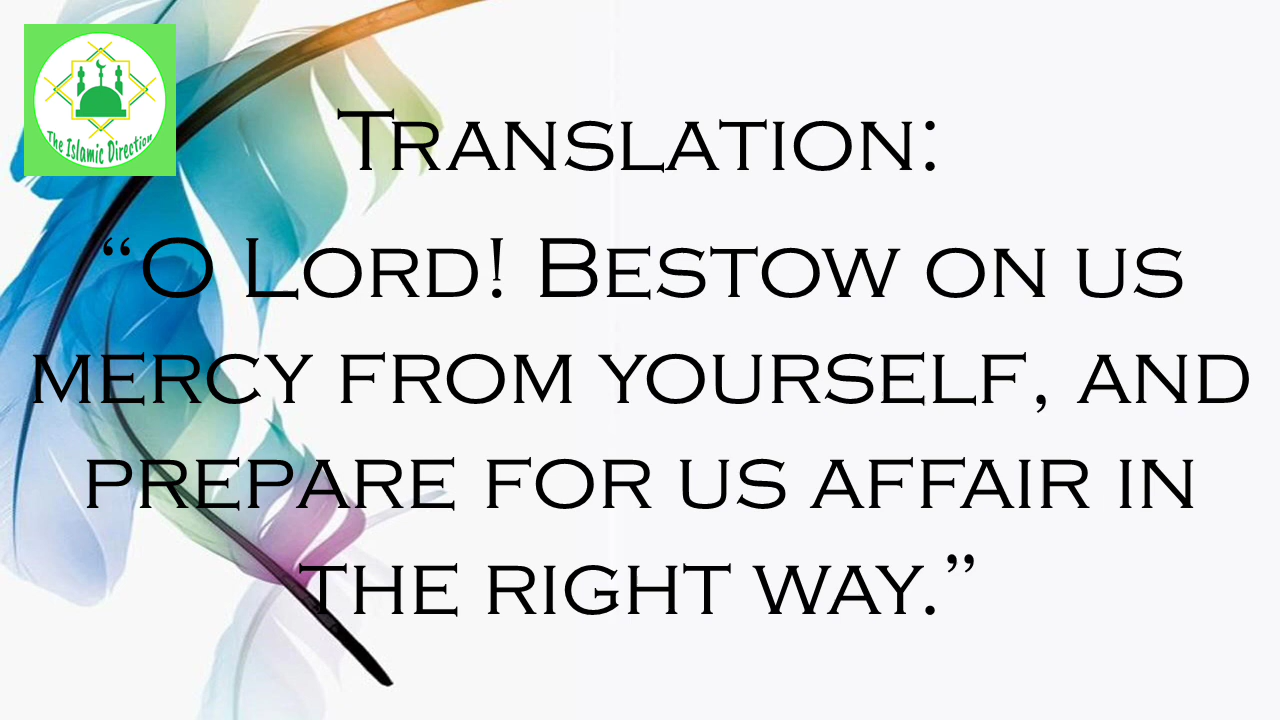 The Islamic Direction
Translation:
“O Lord! Bestow on us
mercy from yourself, and
prepare for us affair in
the right way.”